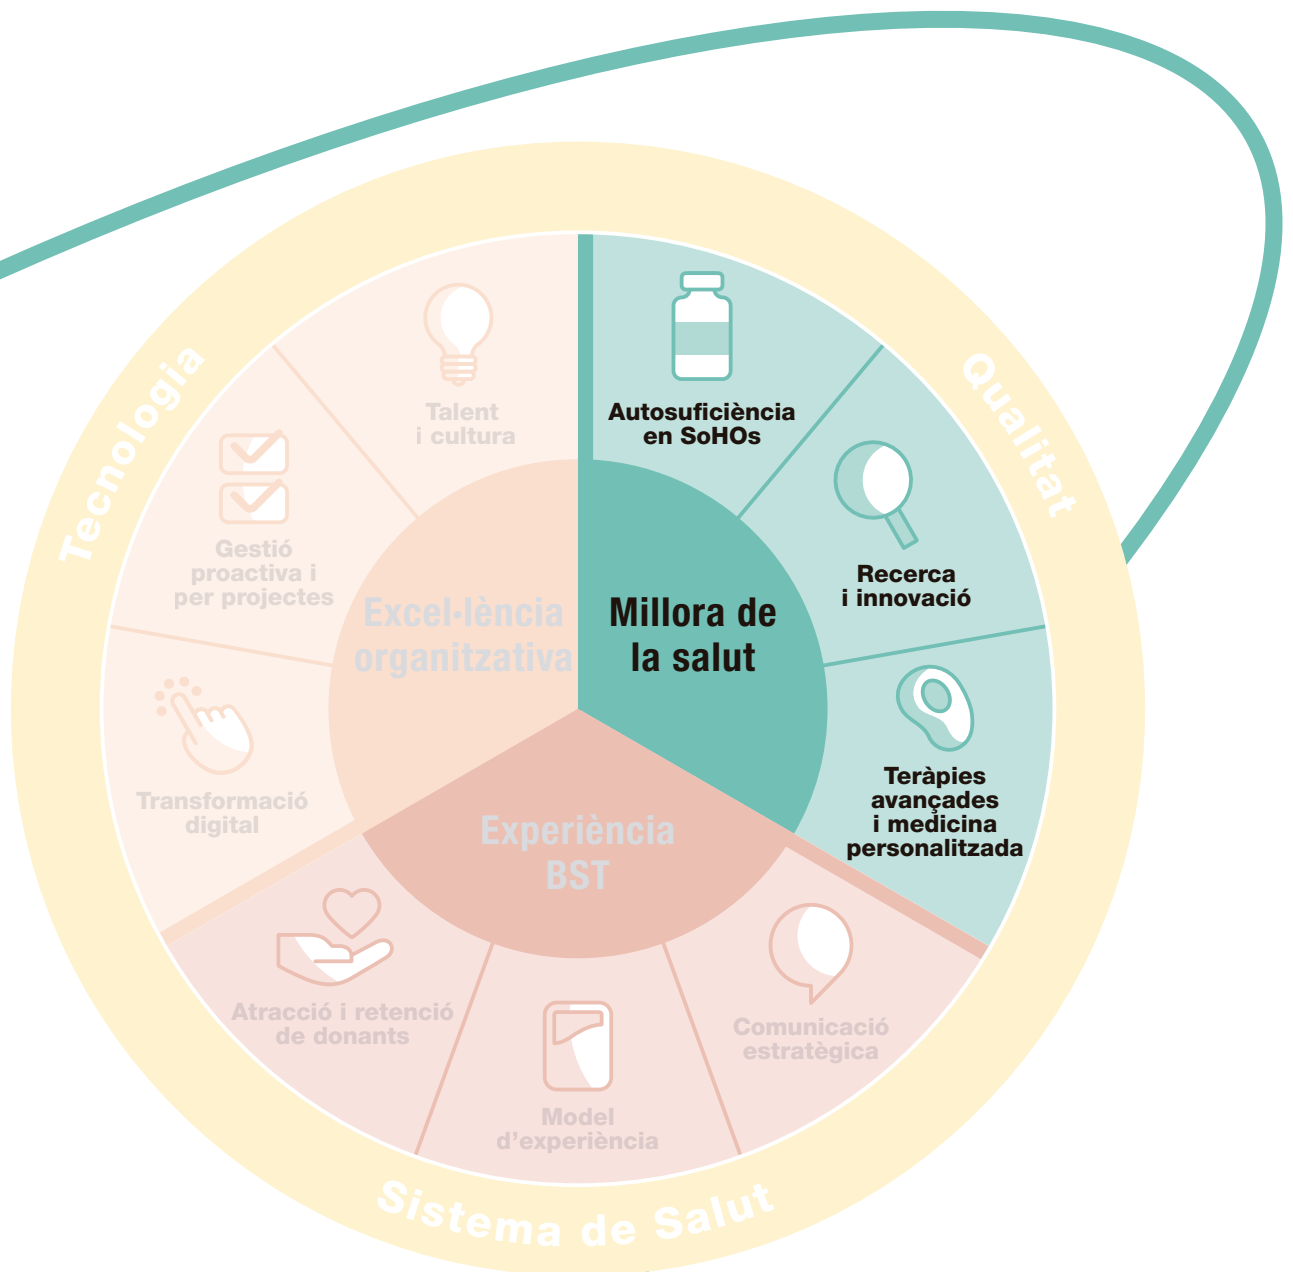 Tecnologia
Qualitat
Sistema de Salut
Talent
i cultura
Gestió
proactiva i
per projectes
Transformació
digital
Excel·lència
organitzativa
Autosuficiència
en SoHOs
Recerca
i innovació
Teràpies
avançades
i medicina
personalitzada
Millora de
la salut
Experiència
BST
Atracció i retenció
de donants
Model
d’experiència
Comunicació
estratègica